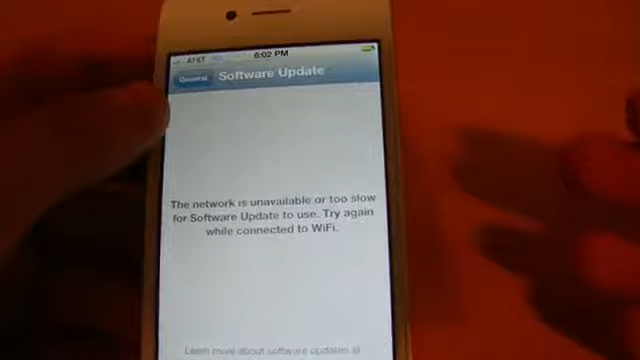 AT&T 6:02 PM
General Software Update
The network is unavailable or too slow
for Software Update to use. Try again
while connected to WiFi.
Learn more about software updates at